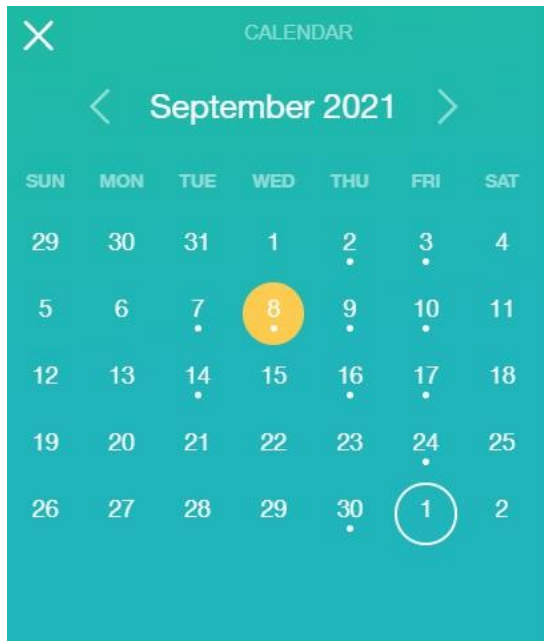 CALENDAR
September 2021
SUN MON TUE WED THU FRI SAT
29 30 31 1 2 3 4
5 6 7 8 9 10 11
12 13 14 15 16 17 18
19 20 21 22 23 24 25
26 27 28 29 30 1 2